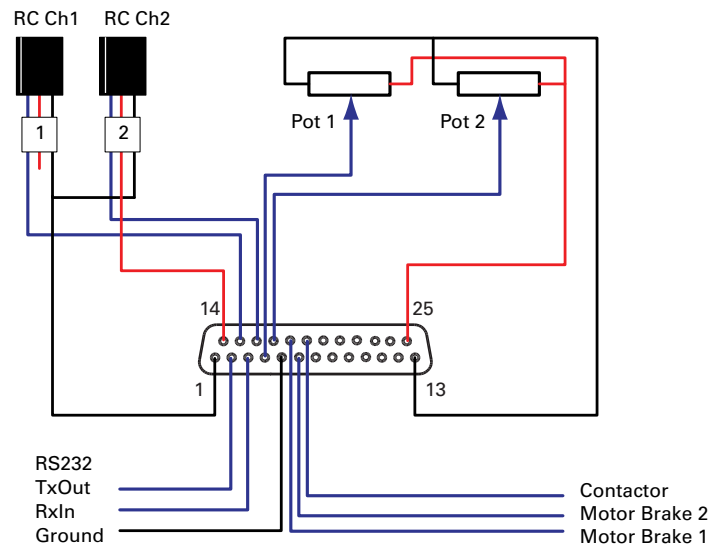 RC Ch1
RC Ch2
1
2
Pot 1
Pot 2
14
25
1
13
RS232
TxOut
RxIn
Ground
Contactor
Motor Brake 2
Motor Brake 1